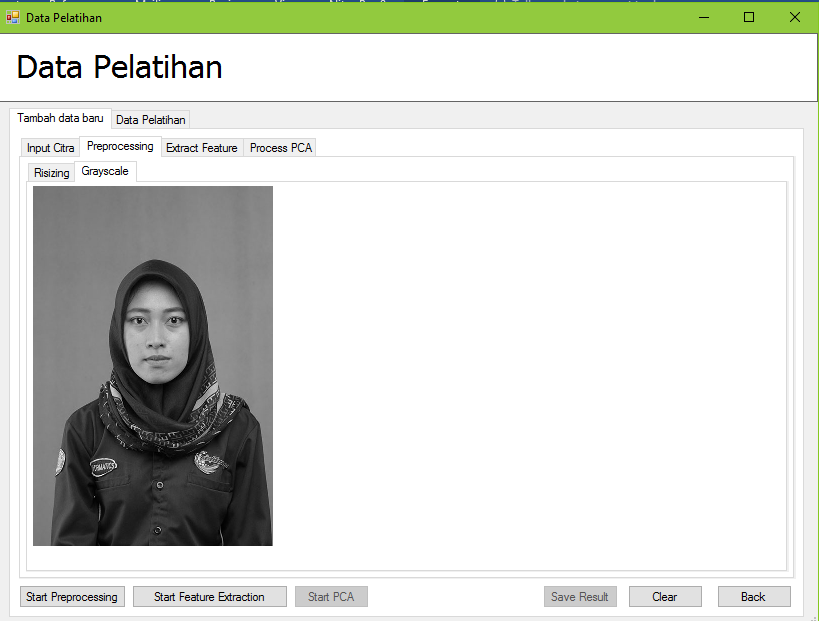 Data Pelatihan
Data Pelatihan
Tambah data baru Data Pelatihan
Input Citra Preprocessing Extract Feature Process PCA
Risizing Grayscale
Start Preprocessing Start Feature Extraction Start PCA Save Result Clear Back